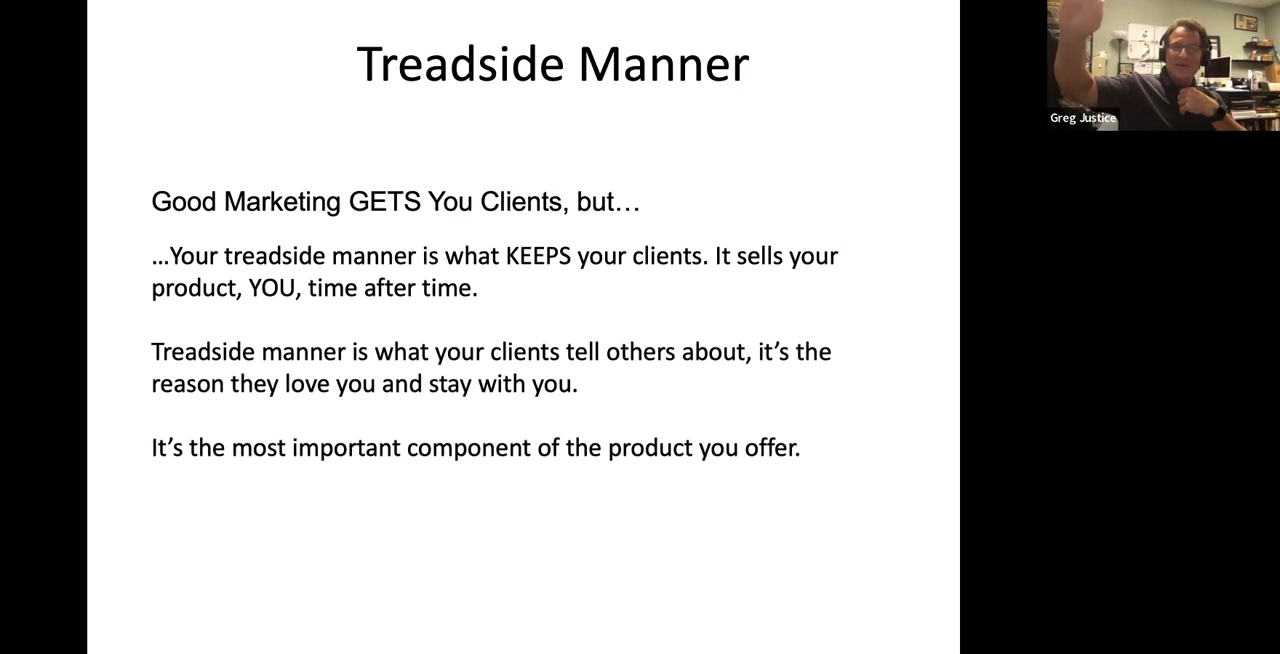 Treadside Manner
Greg Justice
Good Marketing GETS You Clients, but…
…Your treadside manner is what KEEPS your clients. It sells your
product, YOU, time after time.
Treadside manner is what your clients tell others about, it’s the
reason they love you and stay with you.
It’s the most important component of the product you offer.